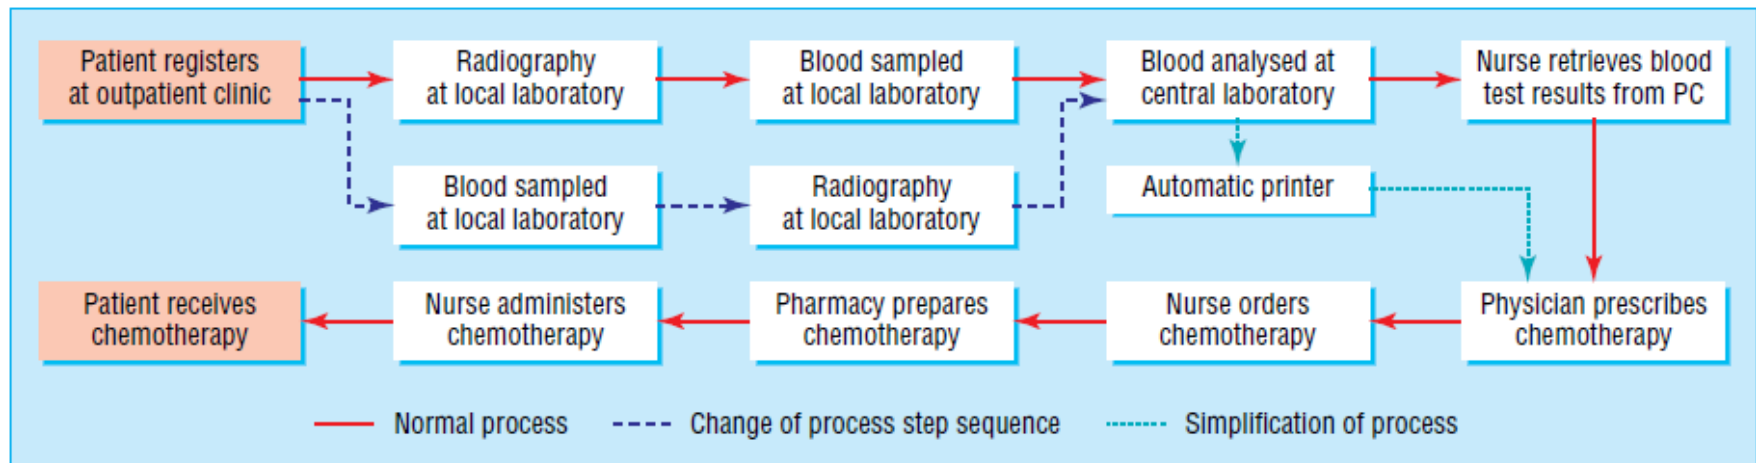 Patient registers
at outpatient clinic
Radiography
at local laboratory
Blood sampled
at local laboratory
Blood analysed at
central laboratory
Nurse retrieves blood
test results from PC
Blood sampled
at local laboratory
Radiography
at local laboratory
Automatic printer
Patient receives
chemotherapy
Nurse administers
chemotherapy
Pharmacy prepares
chemotherapy
Nurse orders
chemotherapy
Physician prescribes
chemotherapy
Normal process
Change of process step sequence
Simplification of process